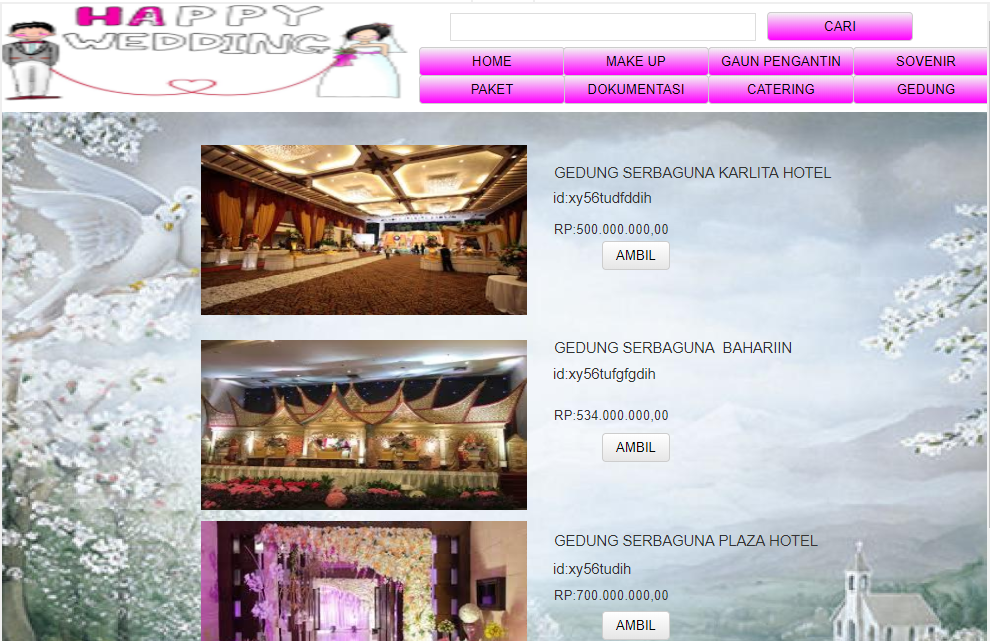 HAPPY
WEDDING
CARI
HOME MAKE UP GAUN PENGANTIN SOVENIR
PAKET DOKUMENTASI CATERING GEDUNG
GEDUNG SERBAGUNA KARLITA HOTEL
id:xy56tudfddih
RP:500.000.000,00
AMBIL
GEDUNG SERBAGUNA  BAHARIIN
id:xy56tufgfgdih
RP:534.000.000,00
AMBIL
GEDUNG SERBAGUNA PLAZA HOTEL
id:xy56tudih
RP:700.000.000,00
AMBIL